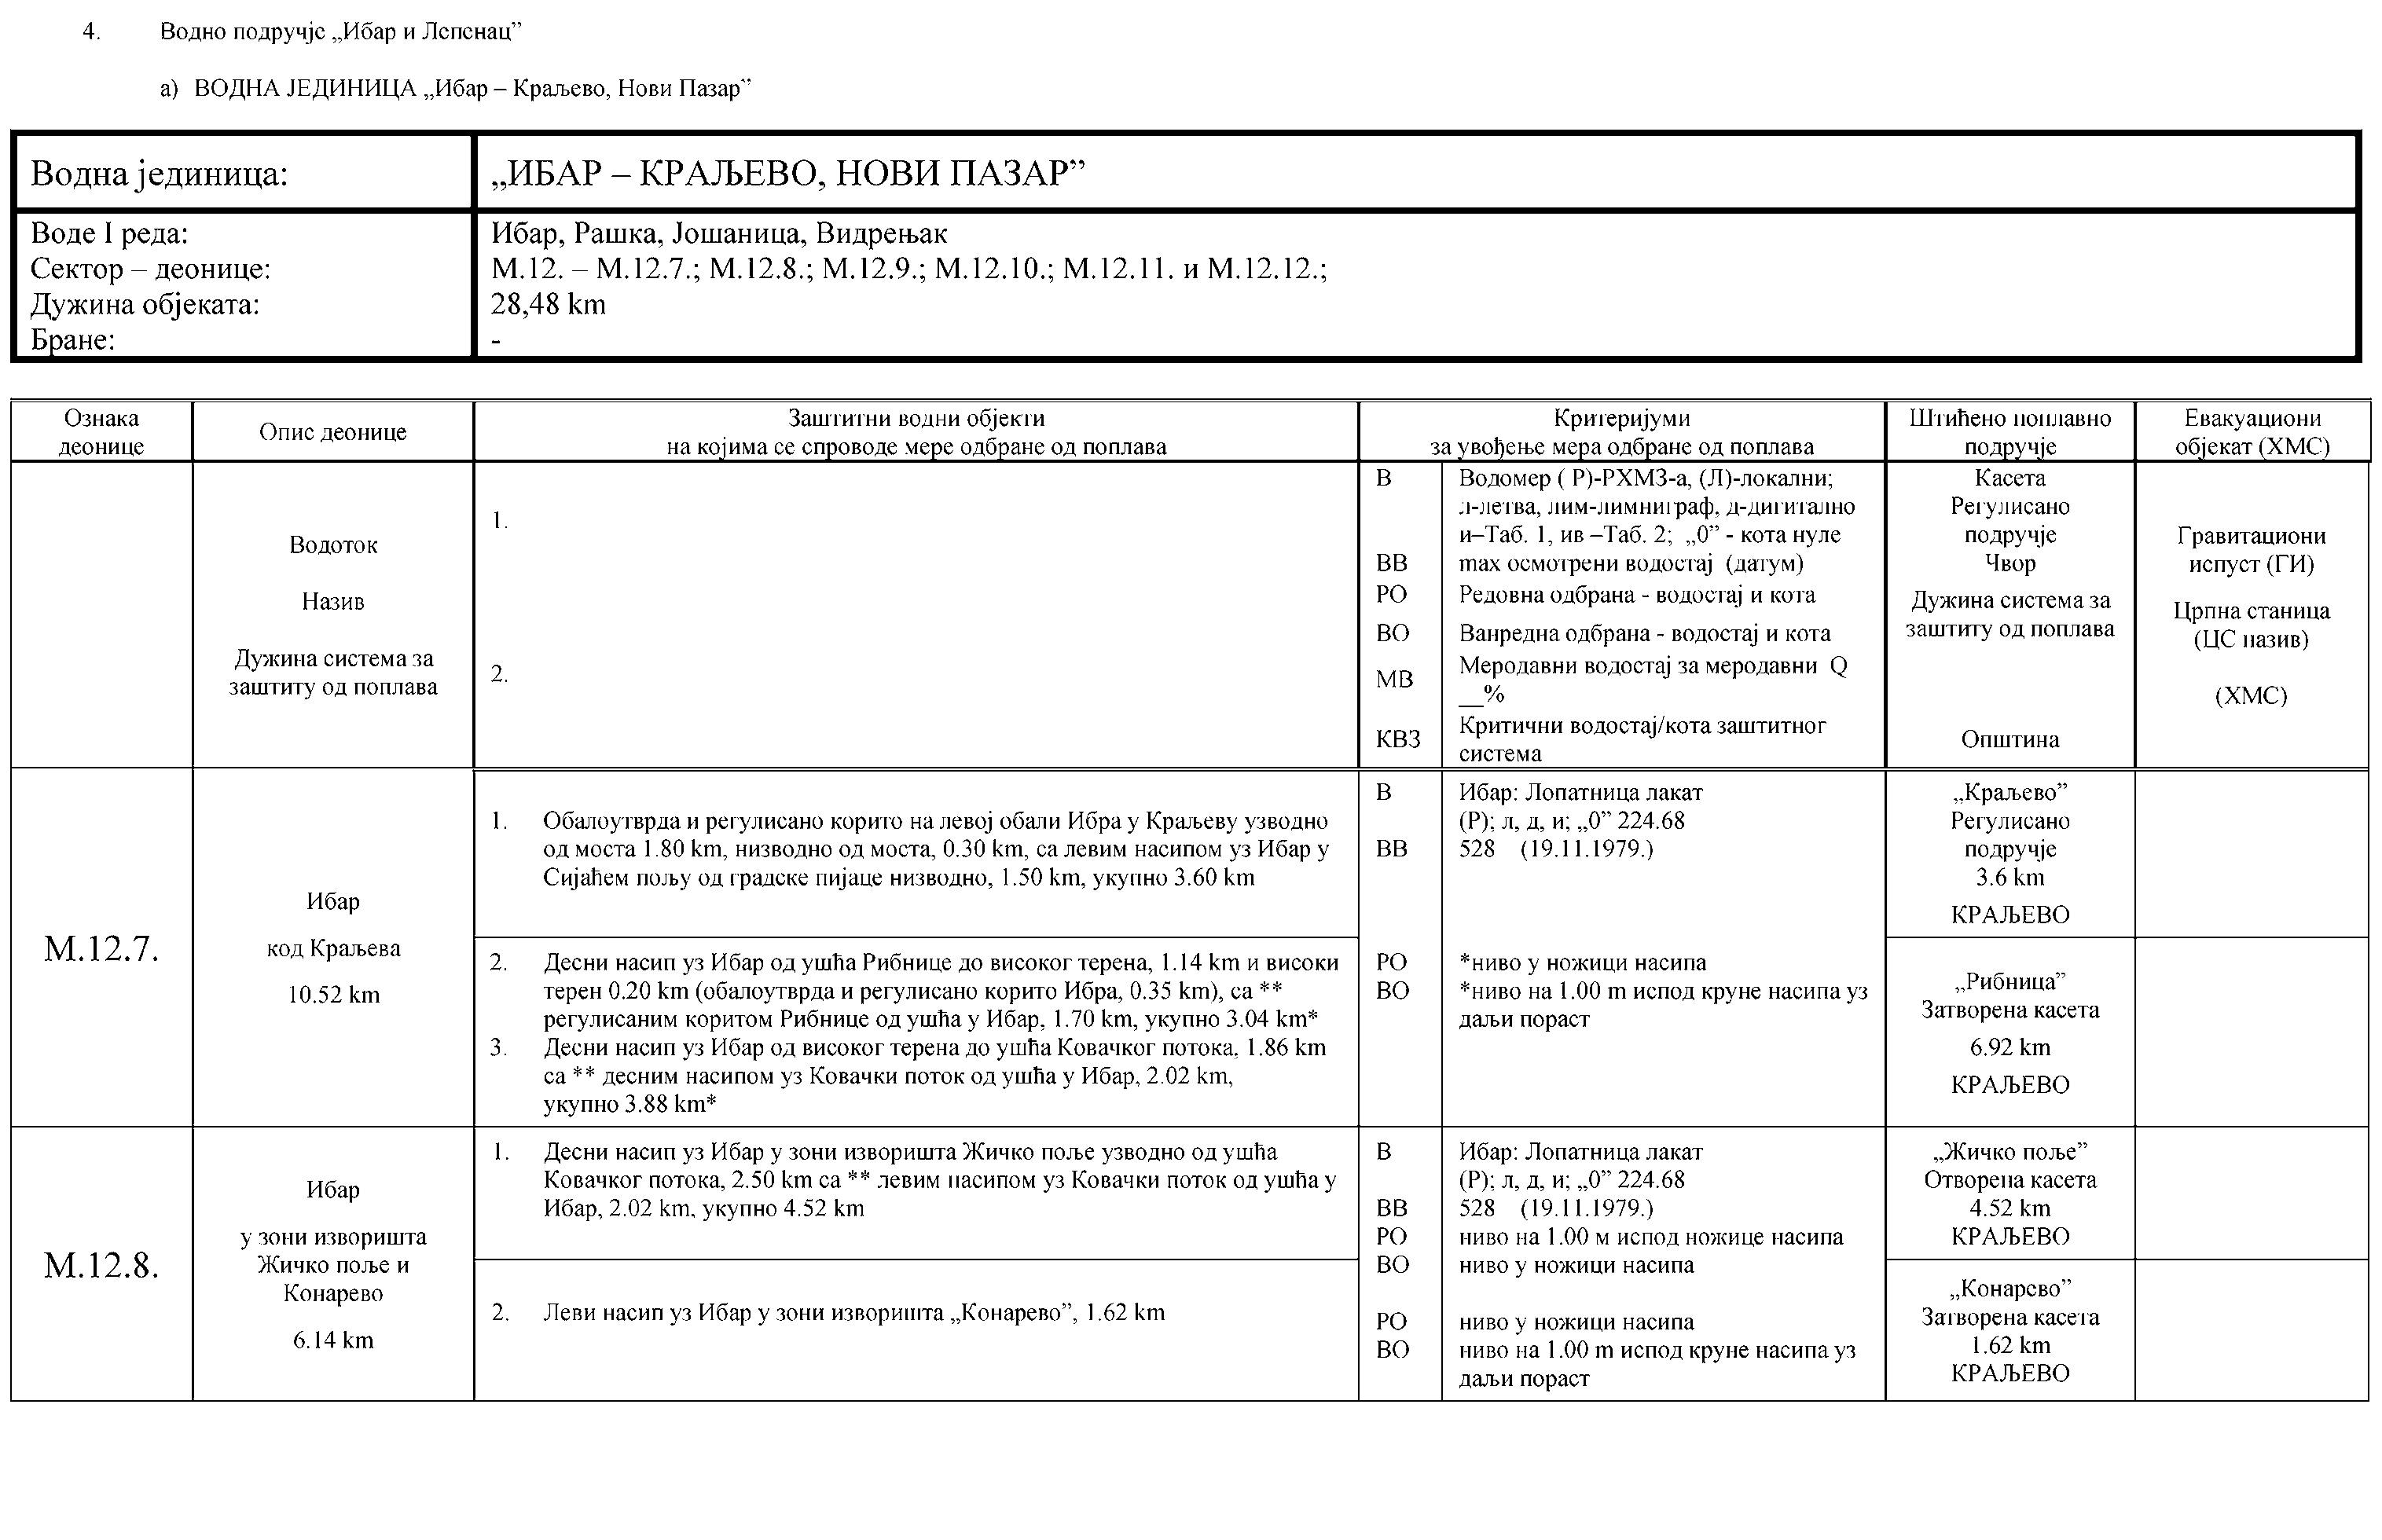 4. Водно подручје „Ибар и Лепенац”
а) ВОДНА ЈЕДИНИЦА „Ибар – Краљево, Нови Пазар”
Водна јединица: „ИБАР – КРАЉЕВО, НОВИ ПАЗАР”
Воде I реда: Ибар, Рашка, Јошаница, Видрењак
Сектор – деонице: М.12. – М.12.7.; М.12.8.; М.12.9.; М.12.10.; М.12.11. и М.12.12.;
Дужина објеката: 28,48 km
Бране: -
Ознака
деонице
Опис деонице
Заштитни водни објекти
на којима се спроводе мере одбране од поплава
Критеријуми
за увођење мера одбране од поплава
Штићено поплавно
подручје
Евакуациони
објекат (ХМС)
Водоток
Назив
Дужина система за
заштиту од поплава
1.
2.
В Водомер ( Р)-РХМЗ-а, (Л)-локални;
л-летва, лим-лимниграф, д-дигитално
и–Таб. 1, ив –Таб. 2; „0” - кота нуле
ВВ max осмотрени водостај (датум)
РО Редовна одбрана - водостај и кота
ВО Ванредна одбрана - водостај и кота
МВ Меродавни водостај за меродавни Q
__%
КВЗ Критични водостај/кота заштитног
система
Касета
Регулисано
подручје
Чвор
Дужина система за
заштиту од поплава
Општина
Гравитациони
испуст (ГИ)
Црпна станица
(ЦС назив)
(ХМС)
М.12.7.
Ибар
код Краљева
10.52 km
1. Обалоутврда и регулисано корито на левој обали Ибра у Краљеву узводно
од моста 1.80 km, низводно од моста, 0.30 km, са левим насипом уз Ибар у
Сијаћем пољу од градске пијаце низводно, 1.50 km, укупно 3.60 km
2. Десни насип уз Ибар од ушћа Рибнице до високог терена, 1.14 km и високи
терен 0.20 km (обалоутврда и регулисано корито Ибра, 0.35 km), са **
регулисаним коритом Рибнице од ушћа у Ибар, 1.70 km, укупно 3.04 km*
3. Десни насип уз Ибар од високог терена до ушћа Ковачког потока, 1.86 km
са ** десним насипом уз Ковачки поток од ушћа у Ибар, 2.02 km,
укупно 3.88 km*
В Ибар: Лопатница лакат
(Р); л, д, и; „0” 224.68
ВВ 528 (19.11.1979.)
РО *ниво у ножици насипа
ВО *ниво на 1.00 m испод круне насипа уз
даљи пораст
„Краљево”
Регулисано
подручје
3.6 km
КРАЉЕВО
„Рибница”
Затворена касета
6.92 km
КРАЉЕВО
М.12.8.
Ибар
у зони изворишта
Жичко поље и
Конарево
6.14 km
1. Десни насип уз Ибар у зони изворишта Жичко поље узводно од ушћа
Ковачког потока, 2.50 km са ** левим насипом уз Ковачки поток од ушћа у
Ибар, 2.02 km, укупно 4.52 km
2. Леви насип уз Ибар у зони изворишта „Конарево”, 1.62 km
В Ибар: Лопатница лакат
(Р); л, д, и; „0” 224.68
ВВ 528 (19.11.1979.)
РО ниво на 1.00 м испод ножице насипа
ВО ниво у ножици насипа
РО ниво у ножици насипа
ВО ниво на 1.00 m испод круне насипа уз
даљи пораст
„Жичко поље”
Отворена касета
4.52 km
КРАЉЕВО
„Конарево”
Затворена касета
1.62 km
КРАЉЕВО